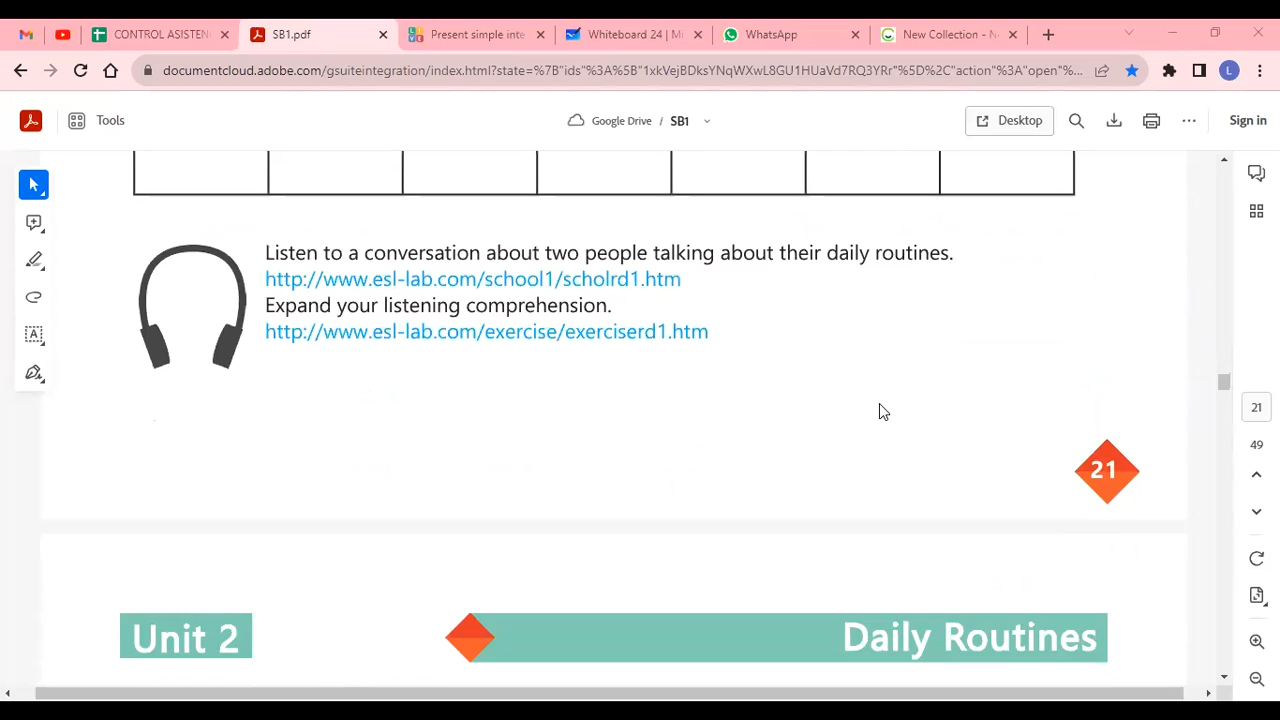 CONTROL ASISTEN
SB1.pdf
Present simple inte
Whiteboard 24 | Mi
WhatsApp
New Collection - N
documentcloud.adobe.com/gsuiteintegration/index.html?state=%7B"ids"%3A%5B"1xkVejBDksYNqWXwL8GU1HUaVd7RQ3YRr"%5D%2C"action"%3A"open"%...
L
Tools
Google Drive / SB1
Desktop
Sign in
Listen to a conversation about two people talking about their daily routines.
http://www.esl-lab.com/school1/scholrd1.htm
Expand your listening comprehension.
http://www.esl-lab.com/exercise/exerciserd1.htm
21
49
21
Unit 2
Daily Routines